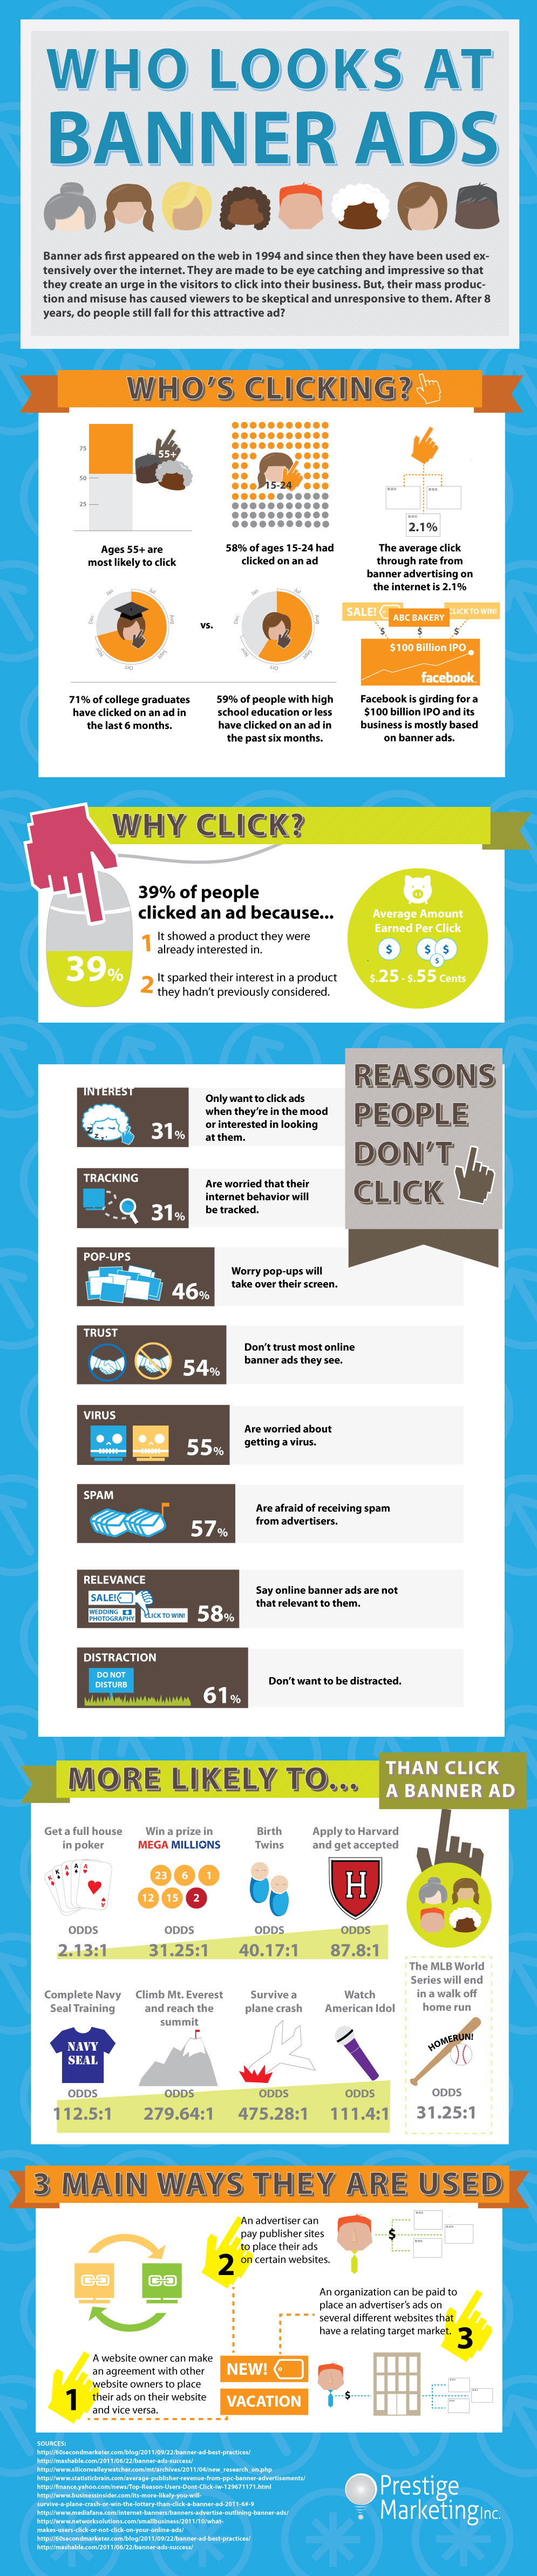 WHO LOOKS AT
BANNER ADS
Banner ads first appeared on the web in 1994 and since then they have been used ex-
tensively over the internet. They are made to be eye catching and impressive so that
they create an urge in the visitors to click into their business. But, their mass produc-
tion and misuse has caused viewers to be skeptical and unresponsive to them. After 8
years, do people still fall for this attractive ad?
WHO'S CLICKING?
75
50
25
55+
Ages 55+ are
most likely to click
15-24
58% of ages 15-24 had
clicked on an ad
2.1%
The average click
through rate from
banner advertising on
the internet is 2.1%
vs.
71% of college graduates
have clicked on an ad in
the last 6 months.
59% of people with high
school education or less
have clicked on an ad in
the past six months.
SALE!
ABC BAKERY
CLICK TO WIN!
$ $ $
$100 Billion IPO
facebook.
Facebook is girding for a
$100 billion IPO and its
business is mostly based
on banner ads.
WHY CLICK?
39%
39% of people
clicked an ad because...
1 It showed a product they were
already interested in.
2 It sparked their interest in a product
they hadn't previously considered.
Average Amount
Earned Per Click
$ $ $ $
$.25 - $.55 Cents
REASONS
PEOPLE
DON'T
CLICK
INTEREST
31%
Only want to click ads
when they're in the mood
or interested in looking
at them.
TRACKING
31%
Are worried that their
internet behavior will
be tracked.
POP-UPS
46%
Worry pop-ups will
take over their screen.
TRUST
54%
Don't trust most online
banner ads they see.
VIRUS
55%
Are worried about
getting a virus.
SPAM
57%
Are afraid of receiving spam
from advertisers.
RELEVANCE
SALE!
WEDDING
PHOTOGRAPHY
CLICK TO WIN!
58%
Say online banner ads are not
that relevant to them.
DISTRACTION
DO NOT
DISTURB
61%
Don't want to be distracted.
MORE LIKELY TO...
THAN CLICK
A BANNER AD
Get a full house
in poker
K K A A A
ODDS
2.13:1
Win a prize in
MEGA MILLIONS
23 6 1
12 15 2
ODDS
31.25:1
Birth
Twins
ODDS
40.17:1
Apply to Harvard
and get accepted
H
ODDS
87.8:1
Complete Navy
Seal Training
NAVY
SEAL
ODDS
112.5:1
Climb Mt. Everest
and reach the
summit
ODDS
279.64:1
Survive a
plane crash
ODDS
475.28:1
Watch
American Idol
ODDS
111.4:1
The MLB World
Series will end
in a walk off
home run
HOMERUN!
ODDS
31.25:1
3 MAIN WAYS THEY ARE USED
1
A website owner can make
an agreement with other
website owners to place
their ads on their website
and vice versa.
2
An advertiser can
pay publisher sites
to place their ads
on certain websites.
$
An organization can be paid to
place an advertiser's ads on
several different websites that
have a relating target market.
3
NEW!
VACATION
$
SOURCES:
http://60secondmarketer.com/blog/2011/09/22/banner-ad-best-practices/
http://mashable.com/2011/06/22/banner-ads-success/
http://www.siliconvalleywatcher.com/mt/archives/2011/04/new_research_on.php
http://www.statisticbrain.com/average-publisher-revenue-from-ppc-banner-advertisements/
http://finance.yahoo.com/news/Top-Reason-Users-Dont-Click-iw-129671171.html
http://www.businessinsider.com/its-more-likely-you-will-
survive-a-plane-crash-or-win-the-lottery-than-click-a-banner-ad-2011-6#-9
http://www.mediafane.com/internet-banners/banners-advertise-outlining-banner-ads/
http://www.networksolutions.com/smallbusiness/2011/10/what-
makes-users-click-or-not-click-on-your-online-ads/
http://60secondmarketer.com/blog/2011/09/22/banner-ad-best-practices/
http://mashable.com/2011/06/22/banner-ads-success/
Prestige
Marketing Inc.